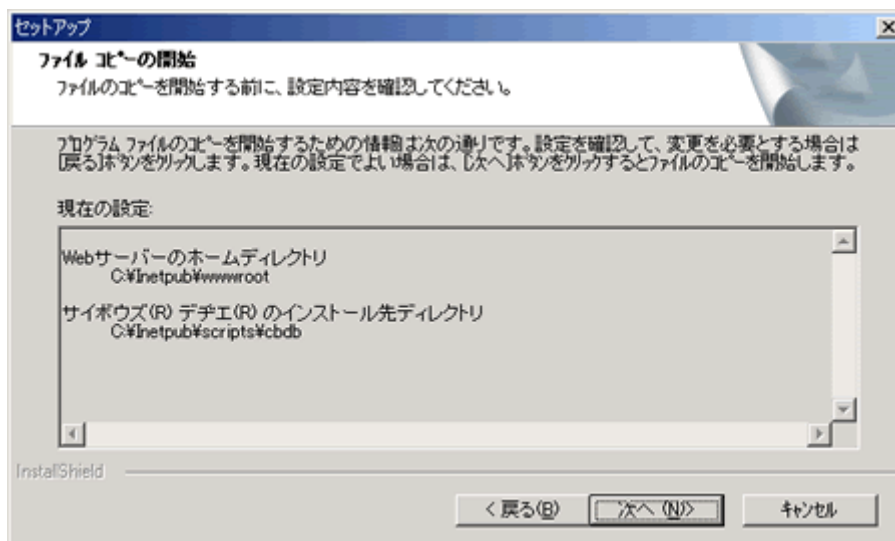 セットアップ
ファイル コピーの開始
ファイルのコピーを開始する前に、設定内容を確認してください。
プログラム ファイルのコピーを開始するための情報は次の通りです。設定を確認して、変更を必要とする場合は
[戻る]ボタンをクリックします。現在の設定でよい場合は、[次へ]ボタンをクリックするとファイルのコピーを開始します。
現在の設定:
Webサーバーのホームディレクトリ
C:¥Inetpub¥wwwroot
サイボウズ(R) デヂエ(R) のインストール先ディレクトリ
C:¥Inetpub¥scripts¥cbdb
InstallShield
< 戻る(B)
次へ (N)>
キャンセル